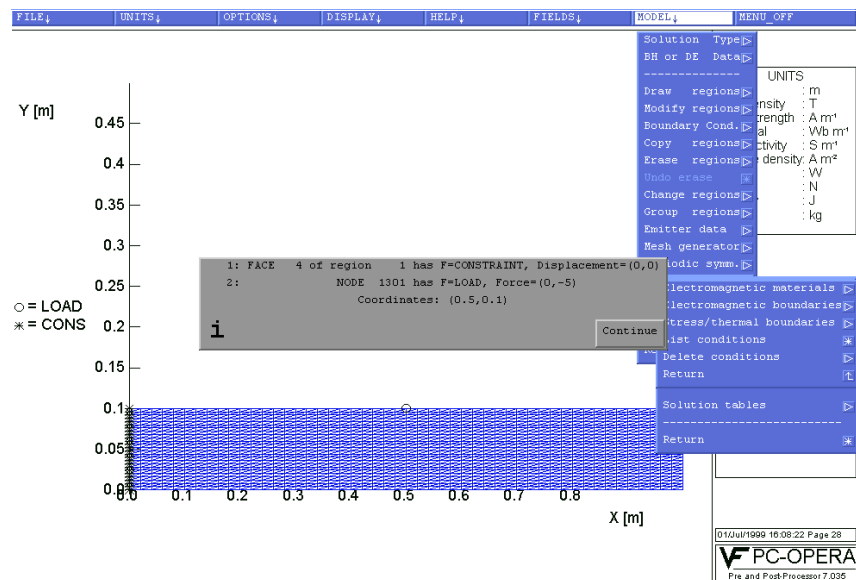 FILE↓ UNITS↓ OPTIONS↓ DISPLAY↓ HELP↓ FIELDS↓ MODEL↓ MENU_OFF
Solution Type
BH or DE Data
--------------
Draw regions
Modify regions
Boundary Cond.
Copy regions
Erase regions
Undo erase
Change regions
Group regions
Emitter data
Mesh generator
iodic symm.
UNITS
: m
ensity : T
trength : A m⁻¹
al : Wb m⁻¹
ctivity : S m⁻¹
density: A m⁻²
: W
: N
: J
: kg
Y [m]
0.45
0.4
0.35
0.3
0.25
0.2
0.15
0.1
0.05
0.0
○ = LOAD
✳ = CONS
1: FACE 4 of region 1 has F=CONSTRAINT, Displacement=(0,0)
2: NODE 1301 has F=LOAD, Force=(0,-5)
Coordinates: (0.5,0.1)
i
Continue
lectromagnetic materials
lectromagnetic boundaries
tress/thermal boundaries
ist conditions
Delete conditions
Return
Solution tables
-------------------------
Return
0.0 0.1 0.2 0.3 0.4 0.5 0.6 0.7 0.8
X [m]
01/Jul/1999 16:08:22 Page 28
VF PC-OPERA
Pre and Post-Processor 7.035